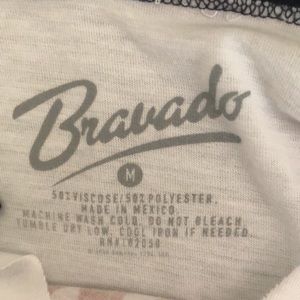 Bravado
M
50%VISCOSE/50%POLYESTER.
MADE IN MEXICO.
MACHINE WASH COLD. DO NOT BLEACH.
TUMBLE DRY LOW. COOL IRON IF NEEDED.